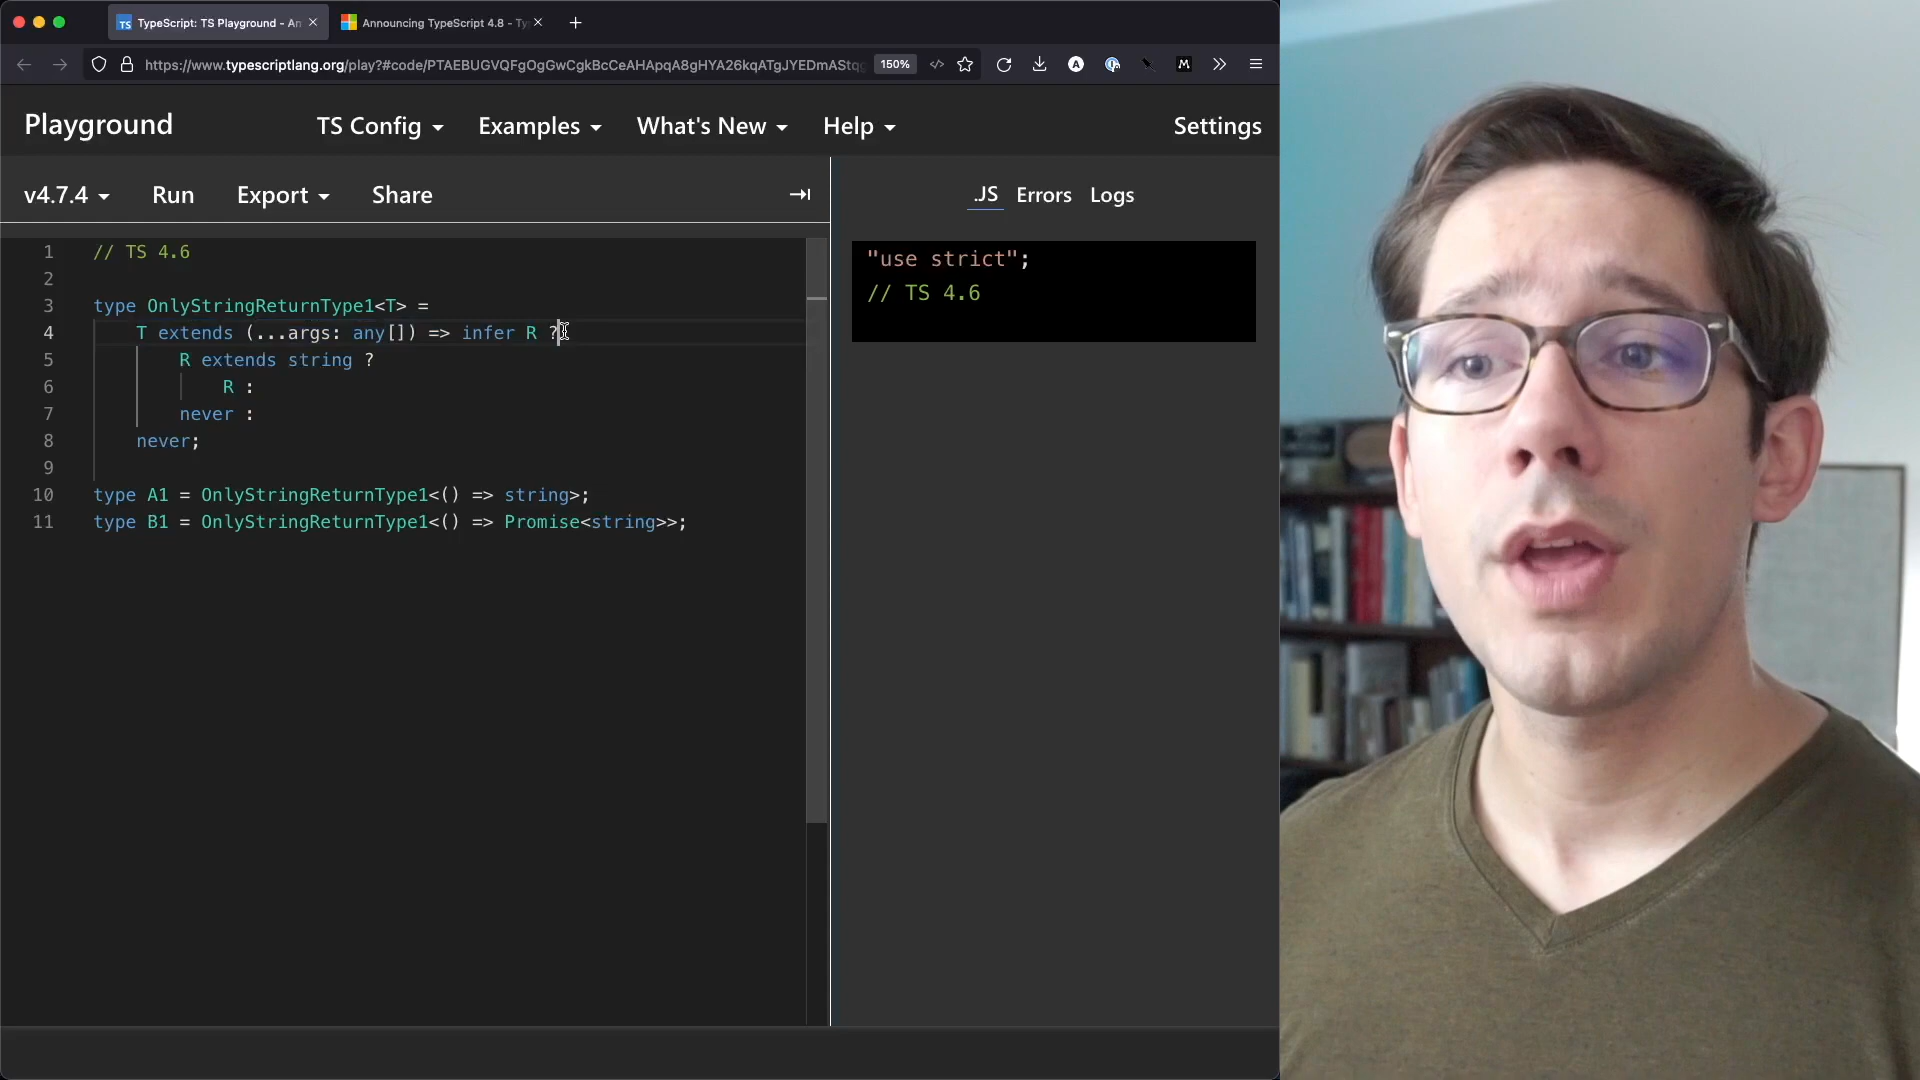 TypeScript: TS Playground - An
Announcing TypeScript 4.8 - Ty
https://www.typescriptlang.org/play?#code/PTAEBUGVQFgOgGwCgkBcCeAHApqA8gHYA26kqATgJYEDmAStqc
150%
Playground
TS Config
Examples
What's New
Help
Settings
v4.7.4
Run
Export
Share
.JS
Errors
Logs
1 // TS 4.6
2
3 type OnlyStringReturnType1<T> =
4 T extends (...args: any[]) => infer R ?
5 R extends string ?
6 R :
7 never :
8 never;
9
10 type A1 = OnlyStringReturnType1<() => string>;
11 type B1 = OnlyStringReturnType1<() => Promise<string>>;
"use strict";
// TS 4.6